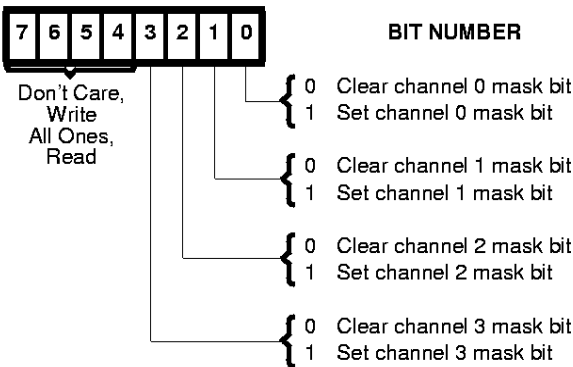 7 6 5 4 3 2 1 0 BIT NUMBER
Don't Care,
Write
All Ones,
Read
0 Clear channel 0 mask bit
1 Set channel 0 mask bit
0 Clear channel 1 mask bit
1 Set channel 1 mask bit
0 Clear channel 2 mask bit
1 Set channel 2 mask bit
0 Clear channel 3 mask bit
1 Set channel 3 mask bit